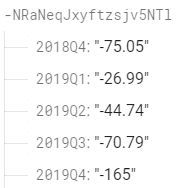 -NRaNeqJxyftzsjv5NTl
2018Q4: "-75.05"
2019Q1: "-26.99"
2019Q2: "-44.74"
2019Q3: "-70.79"
2019Q4: "-165"